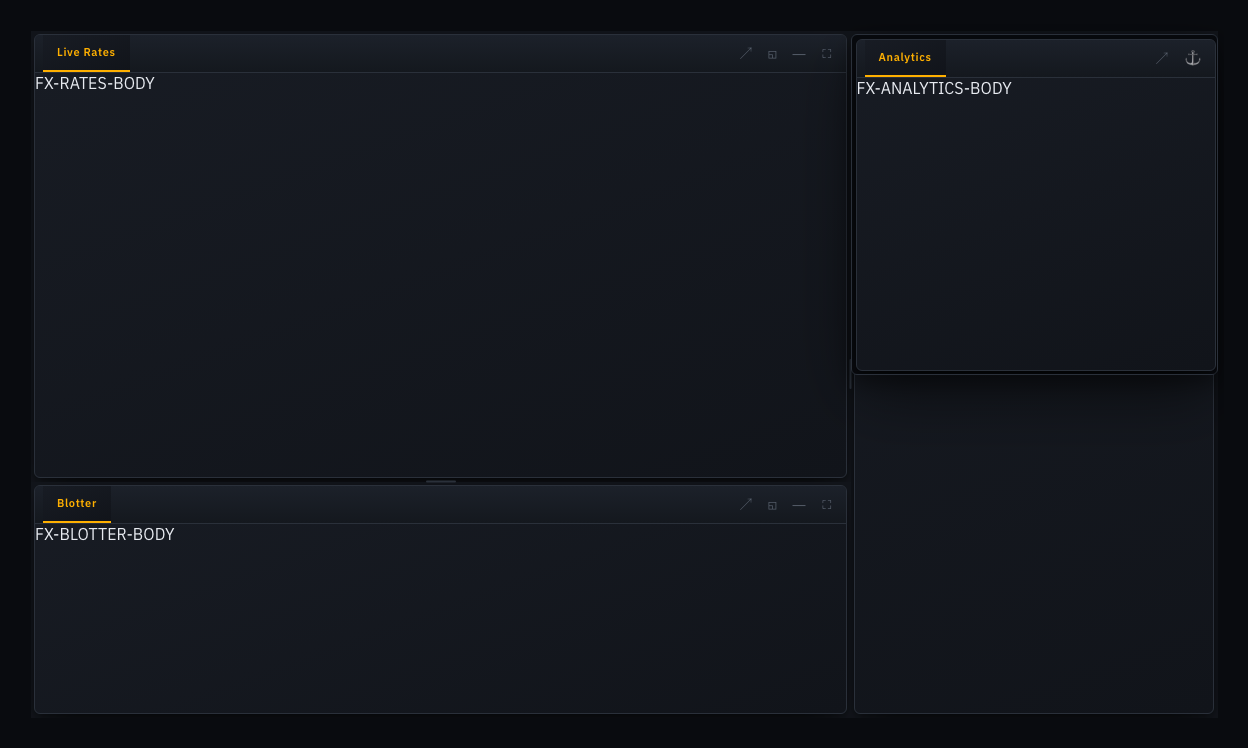 Live Rates
FX-RATES-BODY
Analytics
FX-ANALYTICS-BODY
Blotter
FX-BLOTTER-BODY